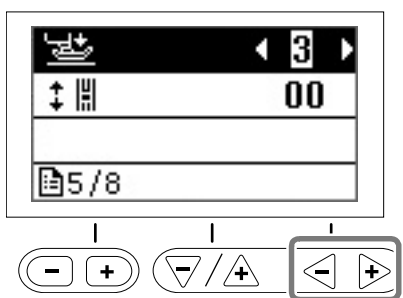 3
00
5/8
- + / + -